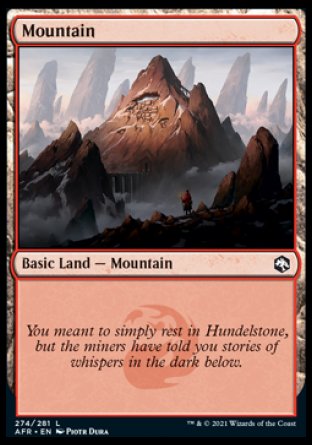 Mountain
Basic Land — Mountain
You meant to simply rest in Hundelstone,
but the miners have told you stories of
whispers in the dark below.
274/281 L
AFR • EN Piotr Dura
™ & © 2021 Wizards of the Coast